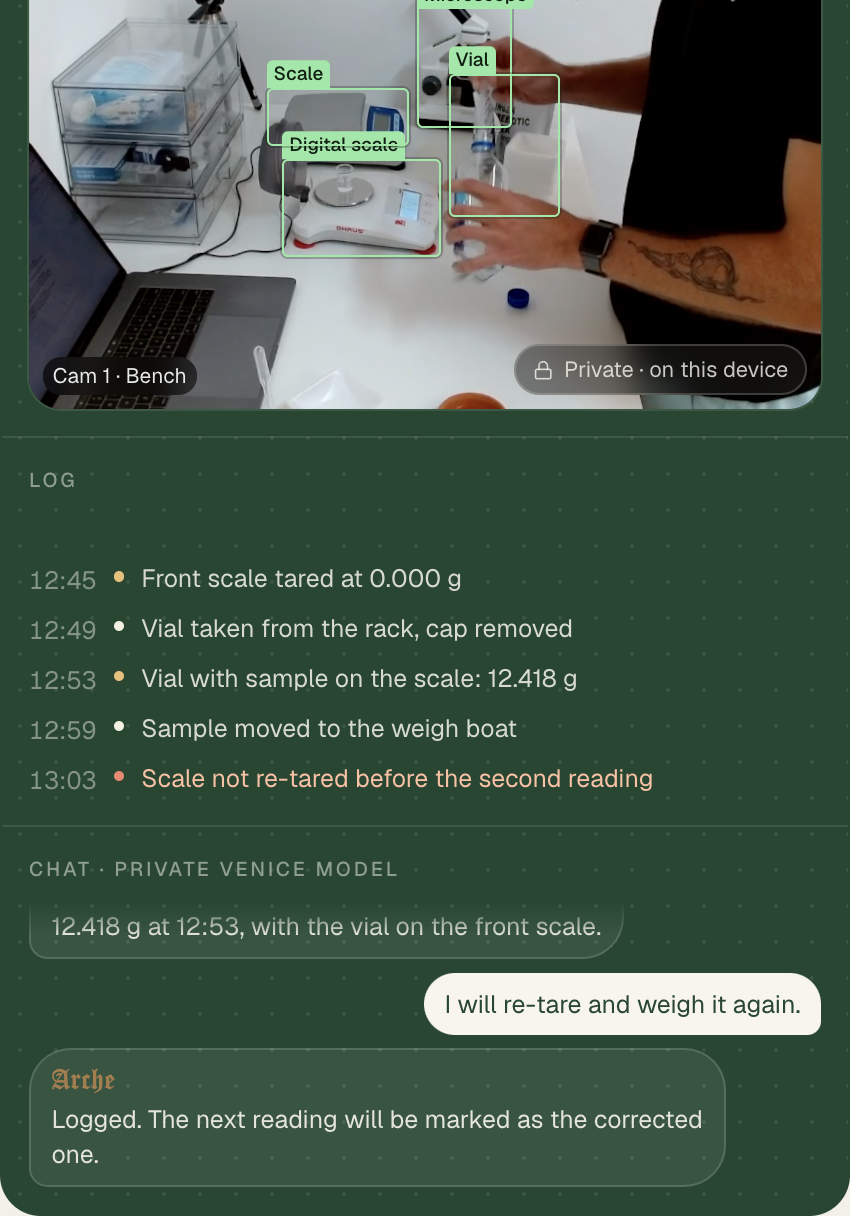 Microscope
Scale
Vial
Digital scale
OHAUS
Cam 1 · Bench
Private · on this device
LOG
12:45 Front scale tared at 0.000 g
12:49 Vial taken from the rack, cap removed
12:53 Vial with sample on the scale: 12.418 g
12:59 Sample moved to the weigh boat
13:03 Scale not re-tared before the second reading
CHAT · PRIVATE VENICE MODEL
12.418 g at 12:53, with the vial on the front scale.
I will re-tare and weigh it again.
Arche
Logged. The next reading will be marked as the corrected
one.